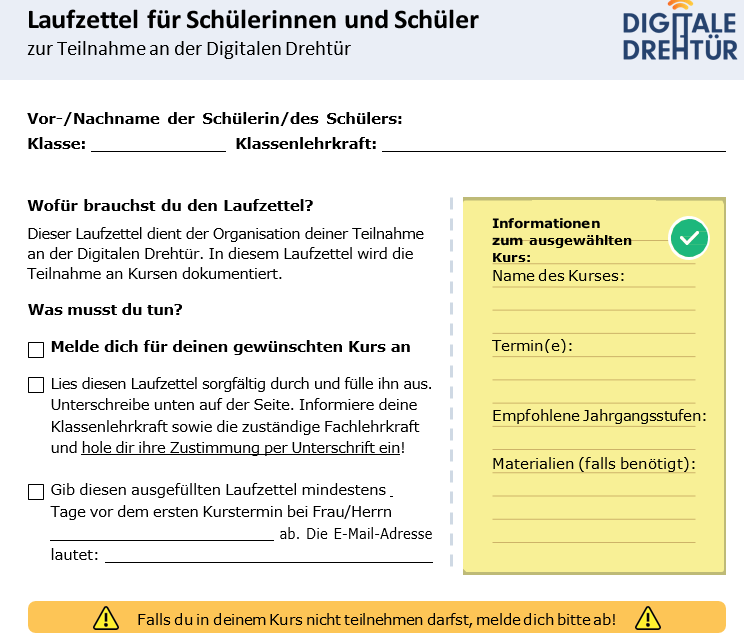 Laufzettel für Schülerinnen und Schüler
zur Teilnahme an der Digitalen Drehtür
DIGITALE
DREHTÜR
Vor-/Nachname der Schülerin/des Schülers:
Klasse: Klassenlehrkraft:
Wofür brauchst du den Laufzettel?
Dieser Laufzettel dient der Organisation deiner Teilnahme
an der Digitalen Drehtür. In diesem Laufzettel wird die
Teilnahme an Kursen dokumentiert.
Was musst du tun?
Melde dich für deinen gewünschten Kurs an
Lies diesen Laufzettel sorgfältig durch und fülle ihn aus.
Unterschreibe unten auf der Seite. Informiere deine
Klassenlehrkraft sowie die zuständige Fachlehrkraft
und hole dir ihre Zustimmung per Unterschrift ein!
Gib diesen ausgefüllten Laufzettel mindestens
Tage vor dem ersten Kurstermin bei Frau/Herrn
ab. Die E-Mail-Adresse
lautet:
Informationen
zum ausgewählten
Kurs:
Name des Kurses:
Termin(e):
Empfohlene Jahrgangsstufen:
Materialien (falls benötigt):
Falls du in deinem Kurs nicht teilnehmen darfst, melde dich bitte ab!